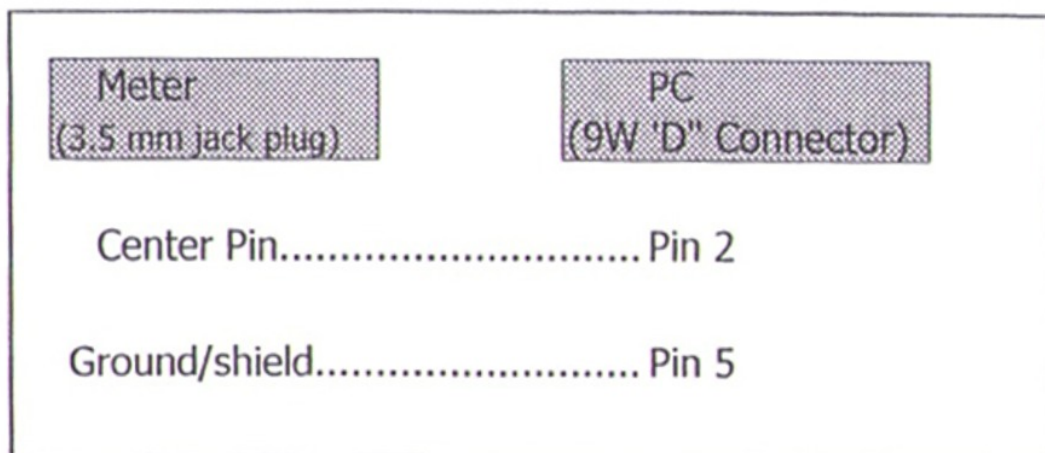 Meter
(3.5 mm jack plug)
PC
(9W 'D" Connector)
Center Pin.............................. Pin 2
Ground/shield........................... Pin 5